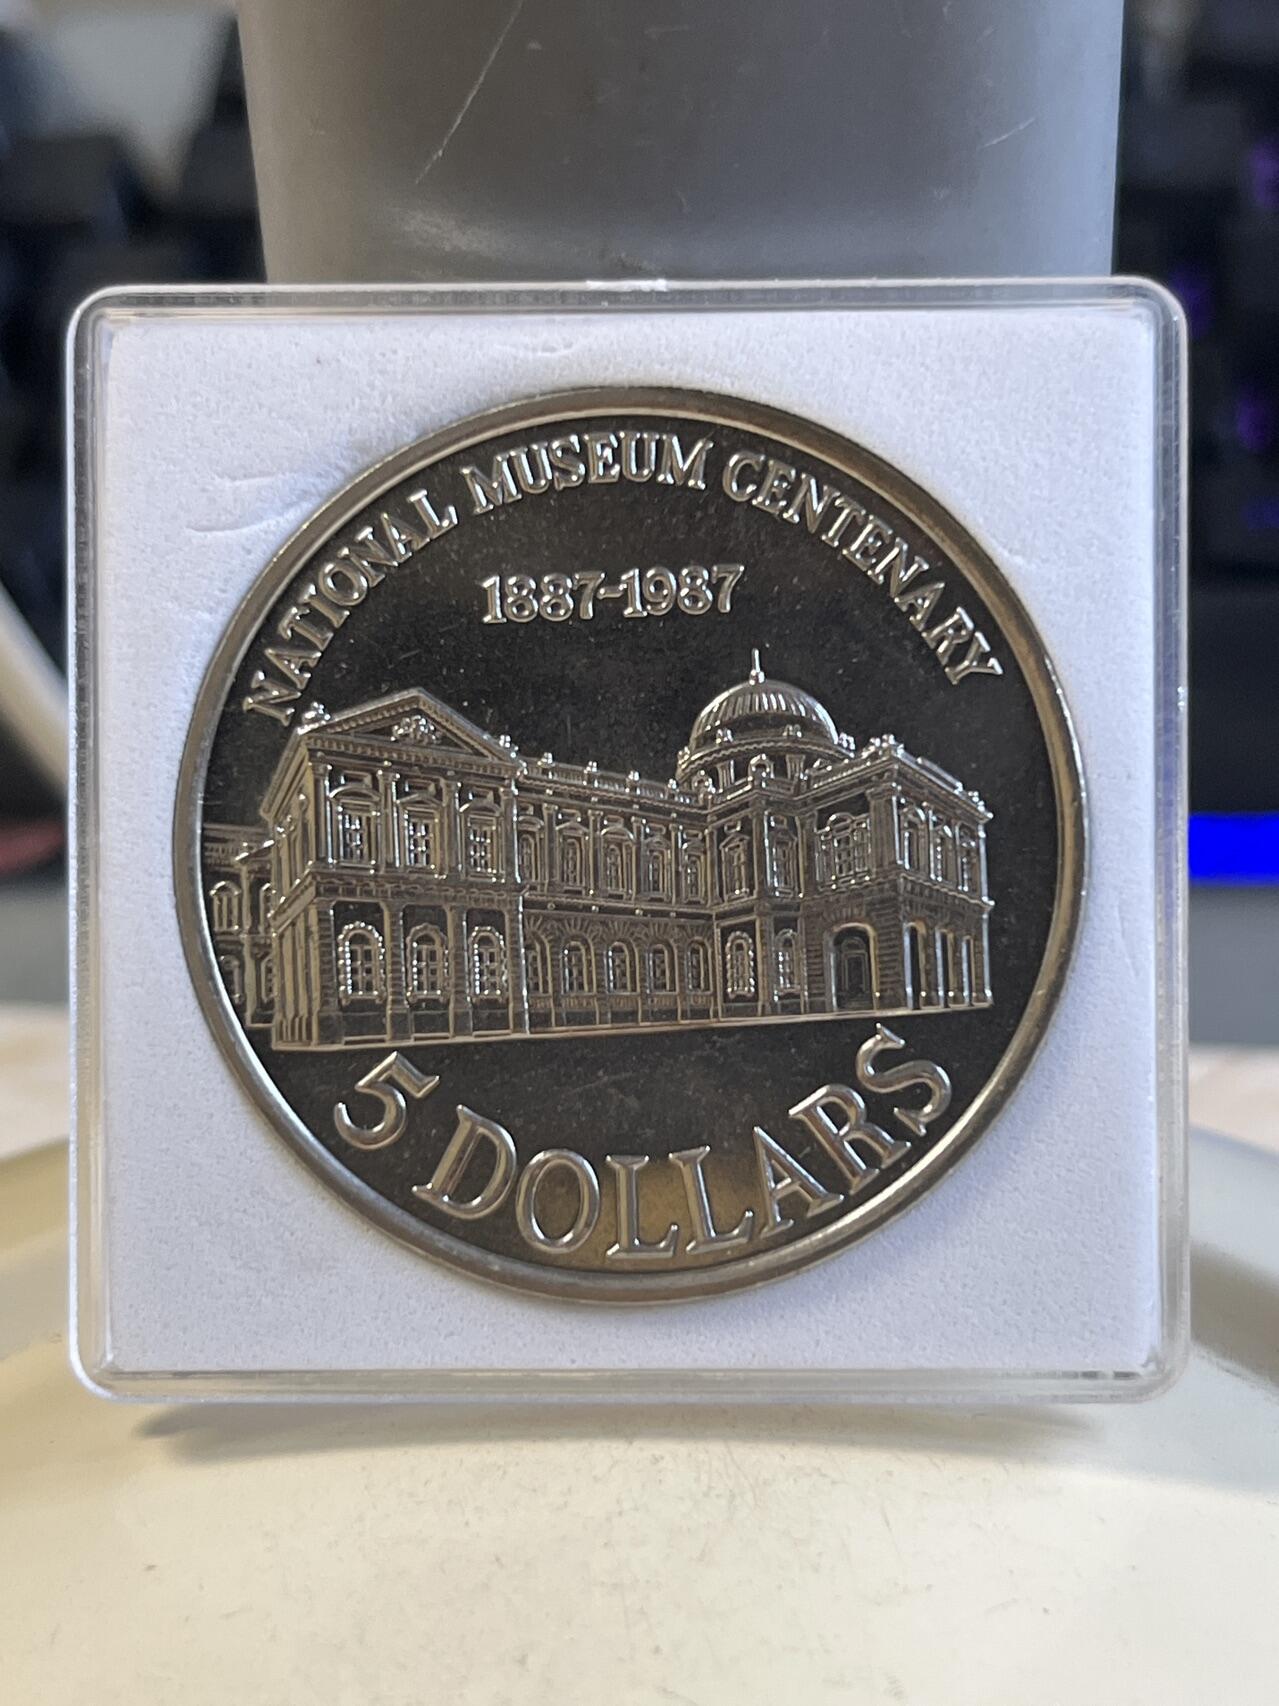 NATIONAL MUSEUM CENTENARY
1887-1987
5 DOLLARS